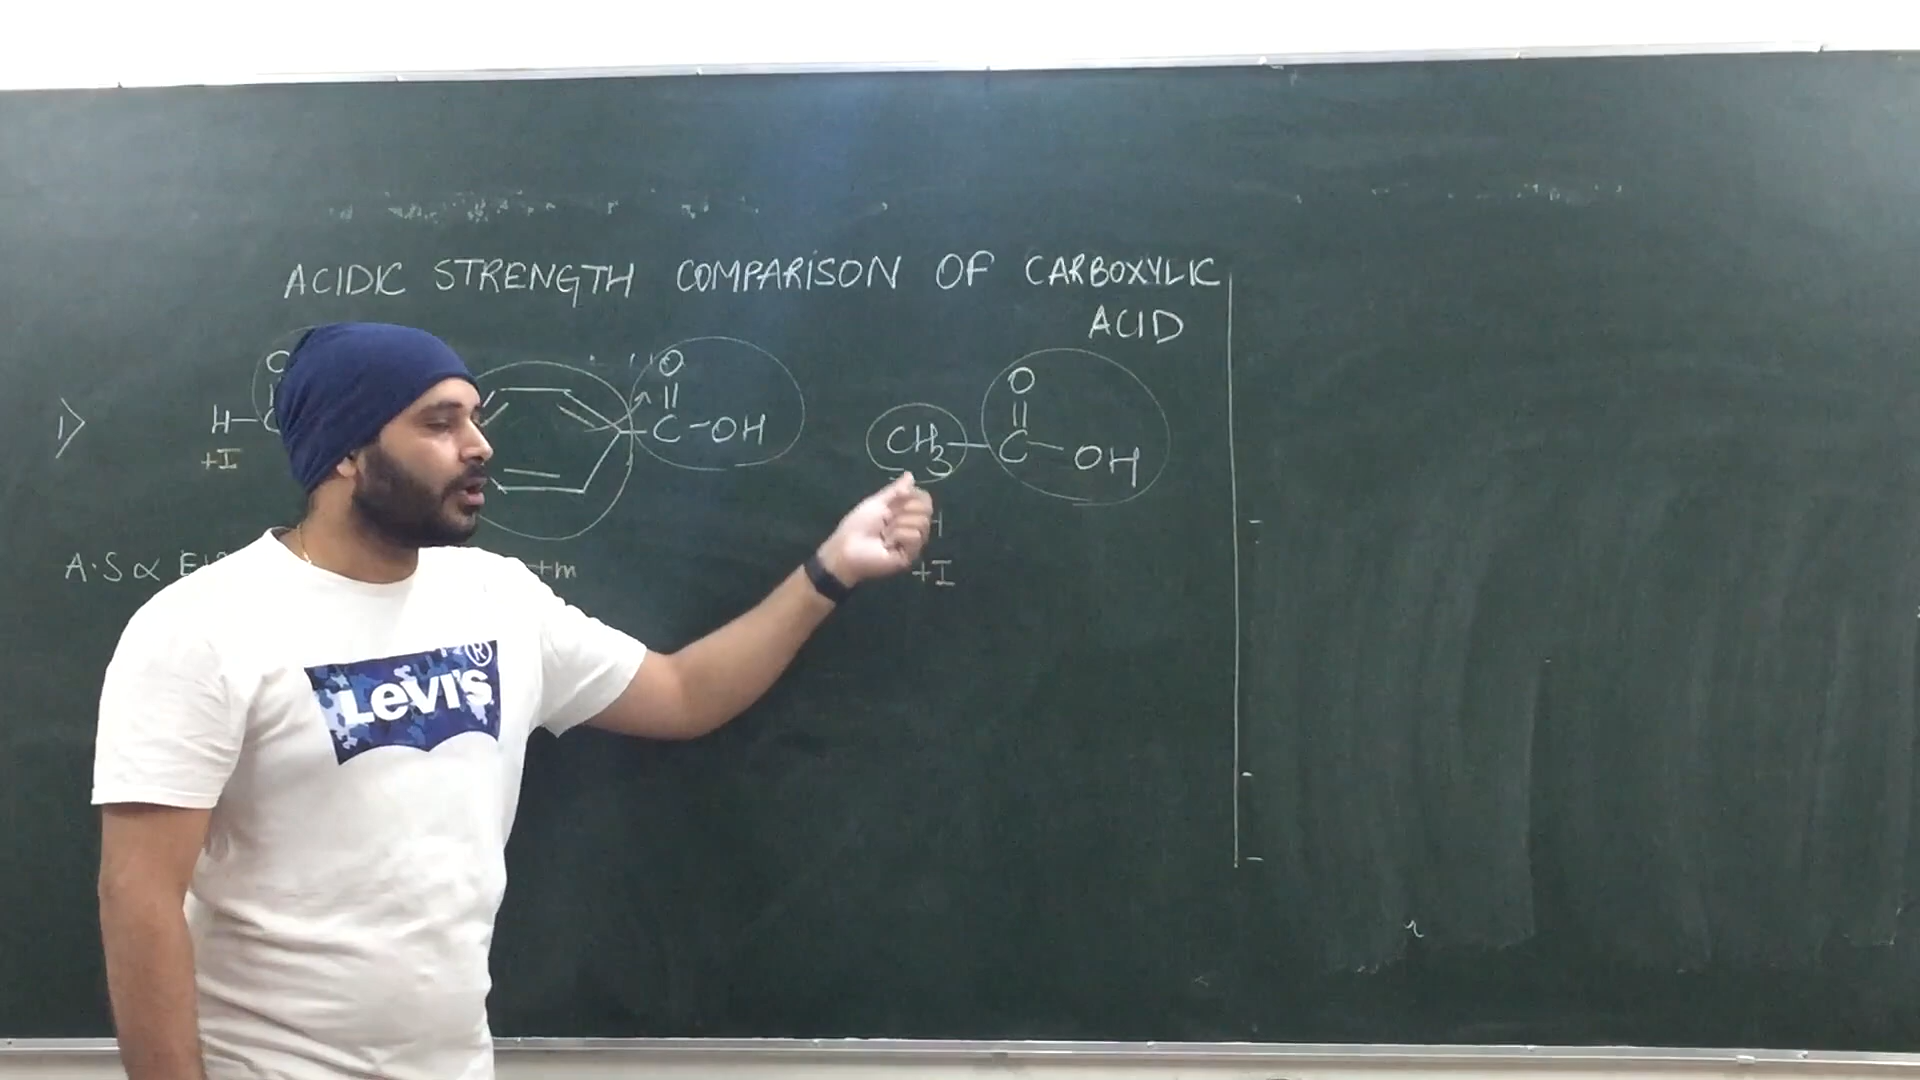 ACIDIC STRENGTH COMPARISON OF CARBOXYLIC
ACID
1>
O
H-C
+I
O
||
C-OH
CH3-
O
||
C-OH
H
+I
A.S ∝
+m
LEVI'S®